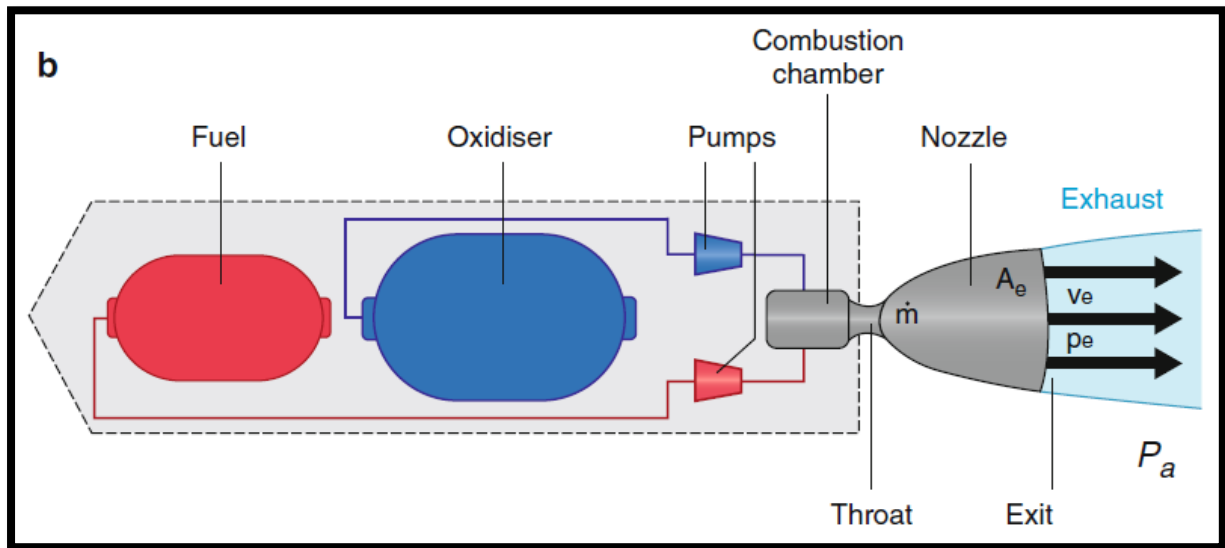 b
Combustion
chamber
Fuel
Oxidiser
Pumps
Nozzle
Exhaust
Aₑ
ve
ṁ
pe
Pₐ
Throat
Exit